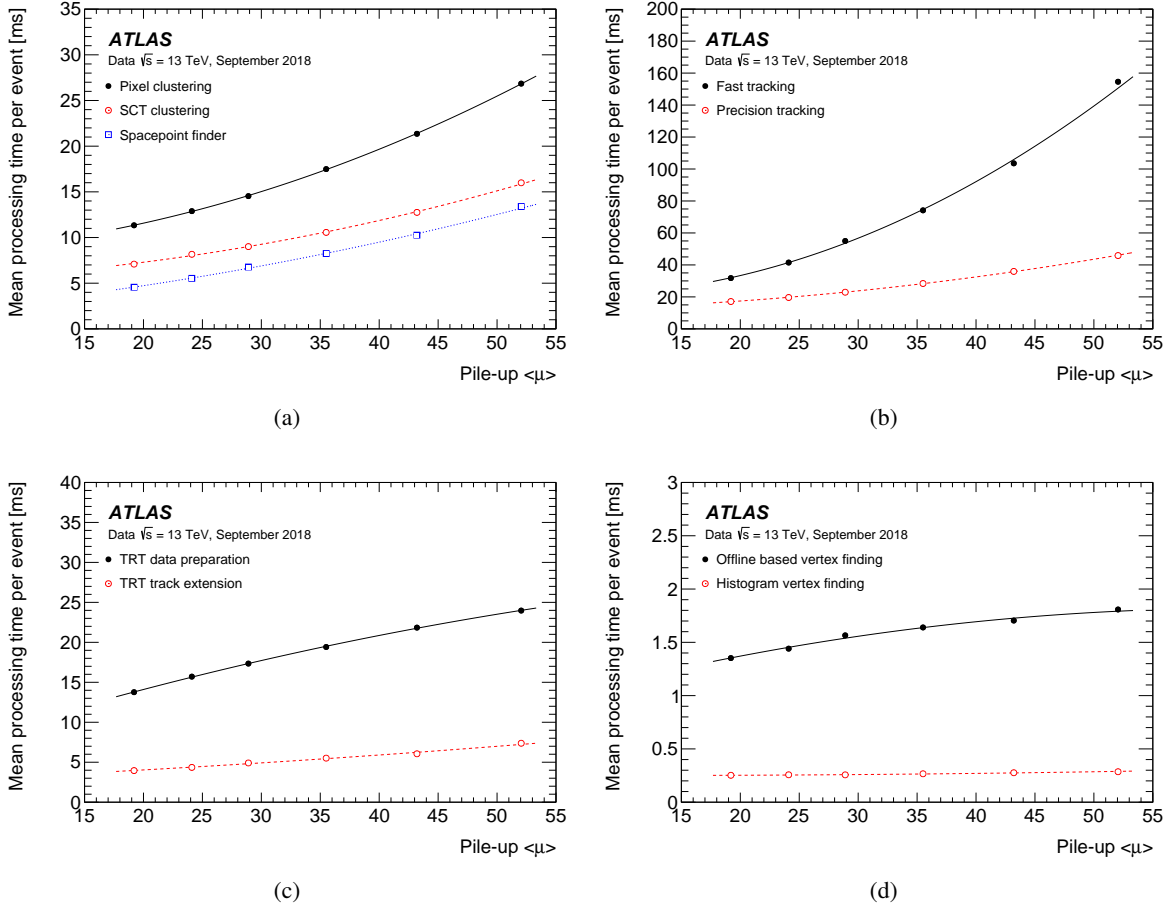 Mean processing time per event [ms]
35
30
25
20
15
10
5
0
ATLAS
Data √s = 13 TeV, September 2018
Pixel clustering
SCT clustering
Spacepoint finder
15 20 25 30 35 40 45 50 55
Pile-up <μ>
(a)
Mean processing time per event [ms]
200
180
160
140
120
100
80
60
40
20
0
ATLAS
Data √s = 13 TeV, September 2018
Fast tracking
Precision tracking
15 20 25 30 35 40 45 50 55
Pile-up <μ>
(b)
Mean processing time per event [ms]
40
35
30
25
20
15
10
5
0
ATLAS
Data √s = 13 TeV, September 2018
TRT data preparation
TRT track extension
15 20 25 30 35 40 45 50 55
Pile-up <μ>
(c)
Mean processing time per event [ms]
3
2.5
2
1.5
1
0.5
0
ATLAS
Data √s = 13 TeV, September 2018
Offline based vertex finding
Histogram vertex finding
15 20 25 30 35 40 45 50 55
Pile-up <μ>
(d)